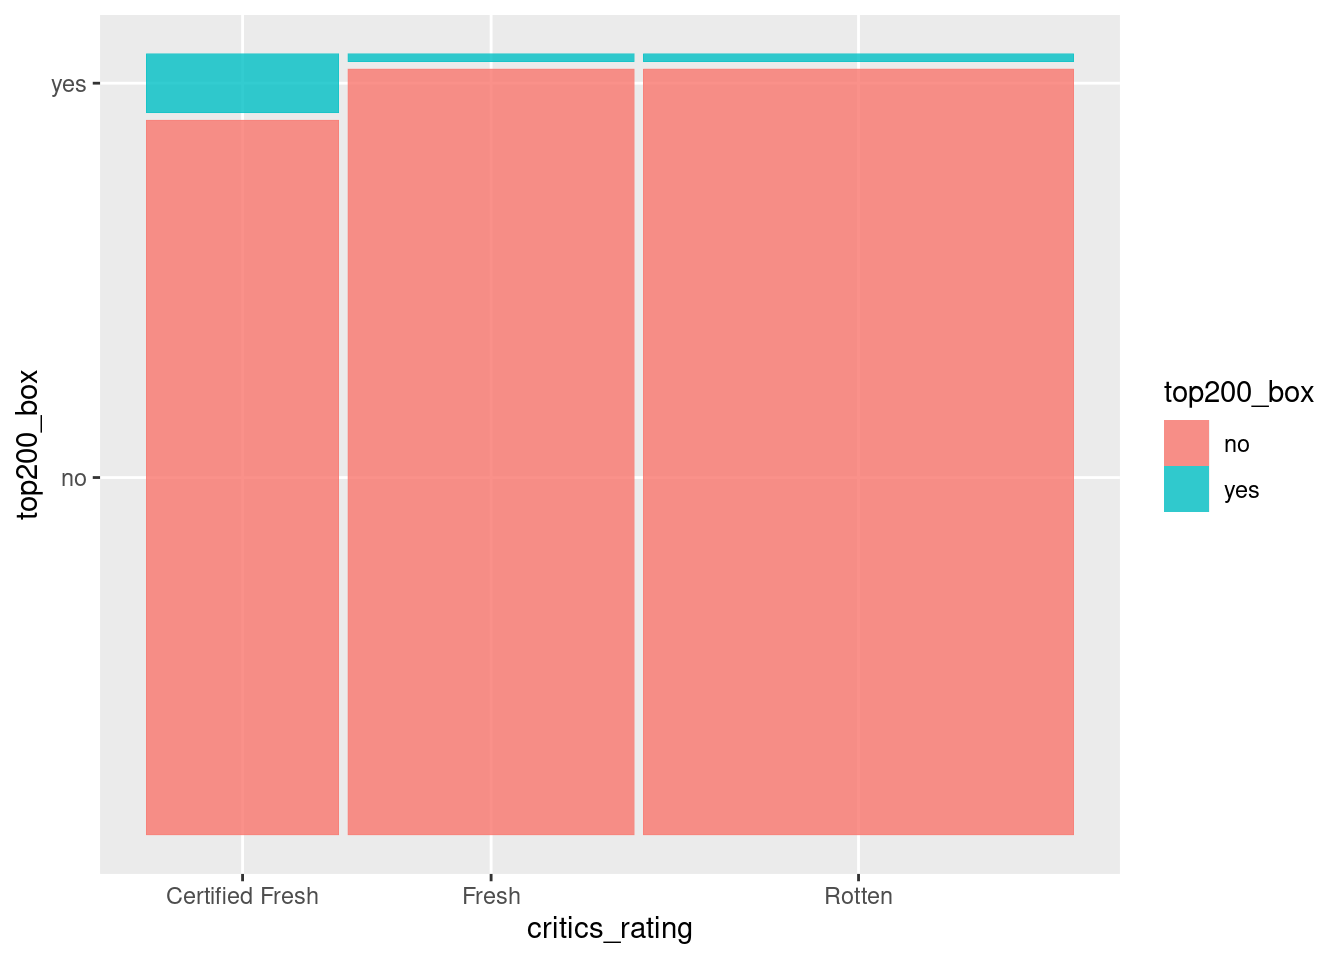 yes
no
top200_box
Certified Fresh
Fresh
Rotten
critics_rating
top200_box
no
yes